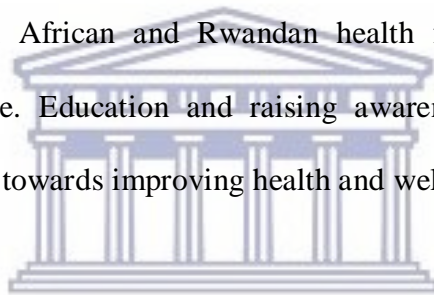 African and Rwandan health
e. Education and raising awaren
towards improving health and wel